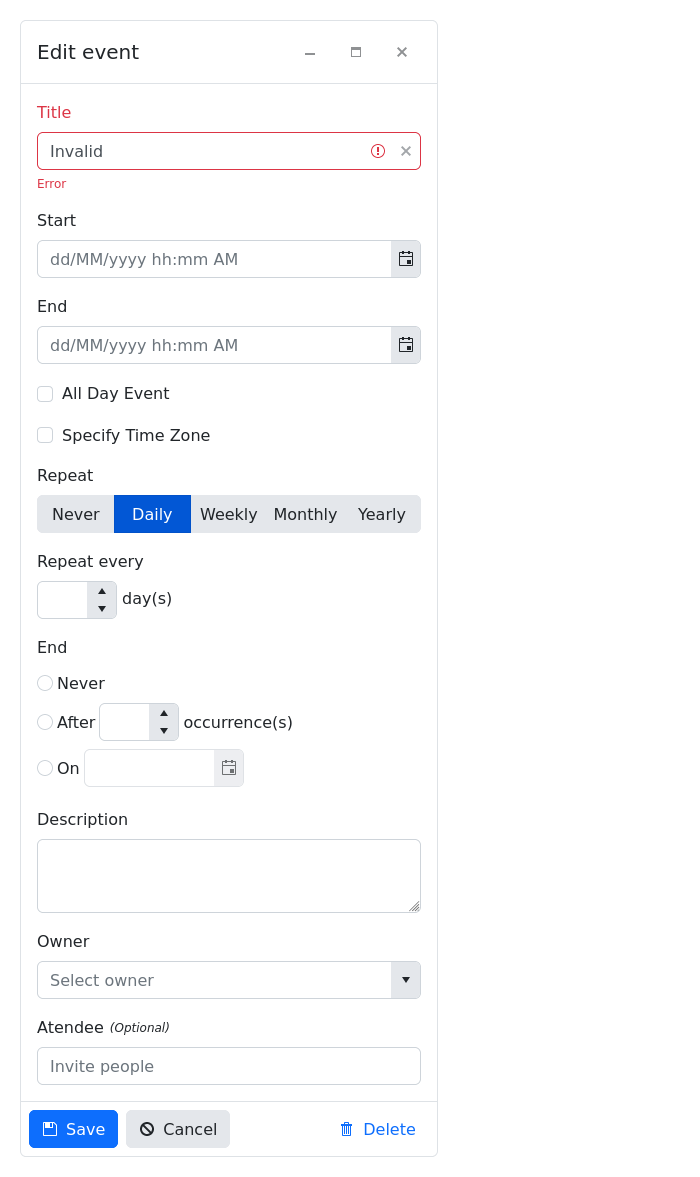 Edit event
Title
Invalid
Error
Start
dd/MM/yyyy hh:mm AM
End
dd/MM/yyyy hh:mm AM
All Day Event
Specify Time Zone
Repeat
Never Daily Weekly Monthly Yearly
Repeat every
day(s)
End
Never
After occurrence(s)
On
Description
Owner
Select owner
Atendee (Optional)
Invite people
Save Cancel Delete